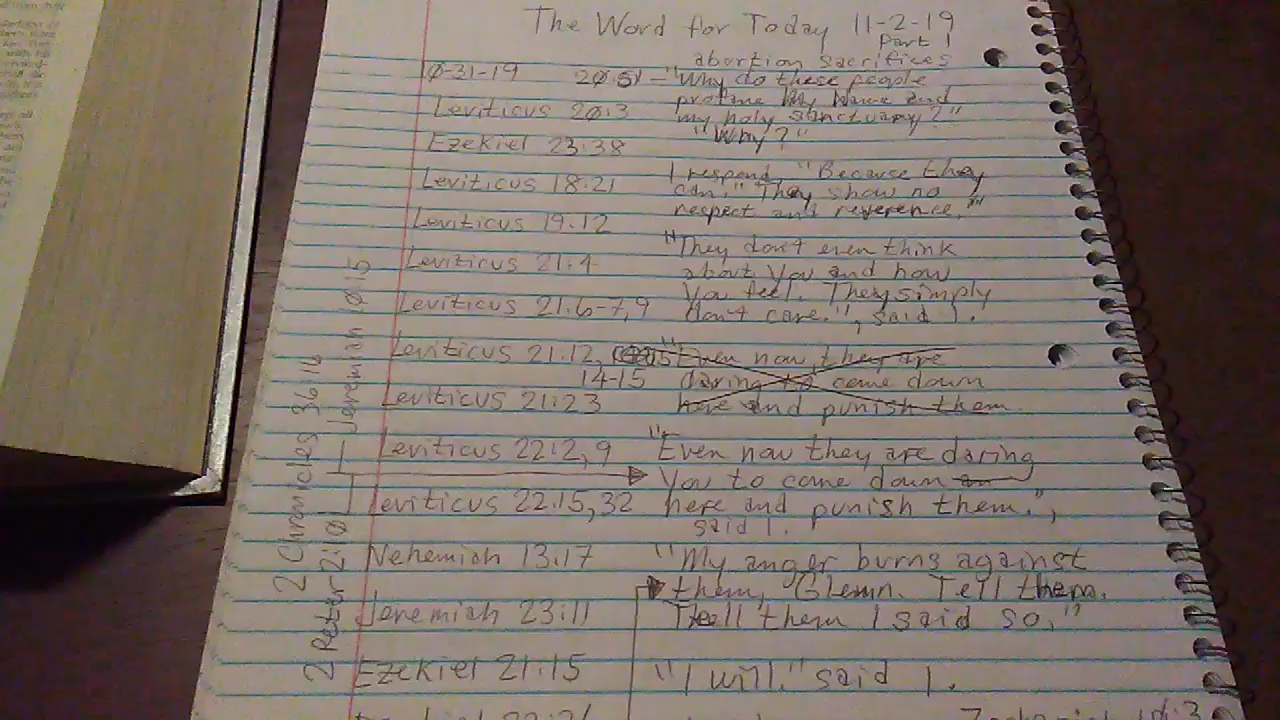 The Word for Today 11-2-19
Part 1
abortion sacrifices
10-31-19 20:51 - "Why do these people
profane My Name and
Leviticus 20:3 my holy sanctuary?"
Ezekiel 23:38 "Why?"
Leviticus 18:21 I respond, "Because they
can." "They show no
respect and reverence."
Leviticus 19:12
"They don't even think
Leviticus 21:4 about You and how
You feel. They simply
Leviticus 21:6-7,9 don't care.", said I.
Leviticus 21:12, "Even now they are
14-15 daring to come down
Leviticus 21:23 here and punish them.
Leviticus 22:2,9 "Even now they are daring
You to come down
Leviticus 22:15,32 here and punish them.",
said I.
Nehemiah 13:17 "My anger burns against
them, Glenn. Tell them.
Jeremiah 23:11 Tell them I said so."
Ezekiel 21:15 "I will." said I.
2 Chronicles 36:14
Jeremiah 10:15
2 Peter 2:10